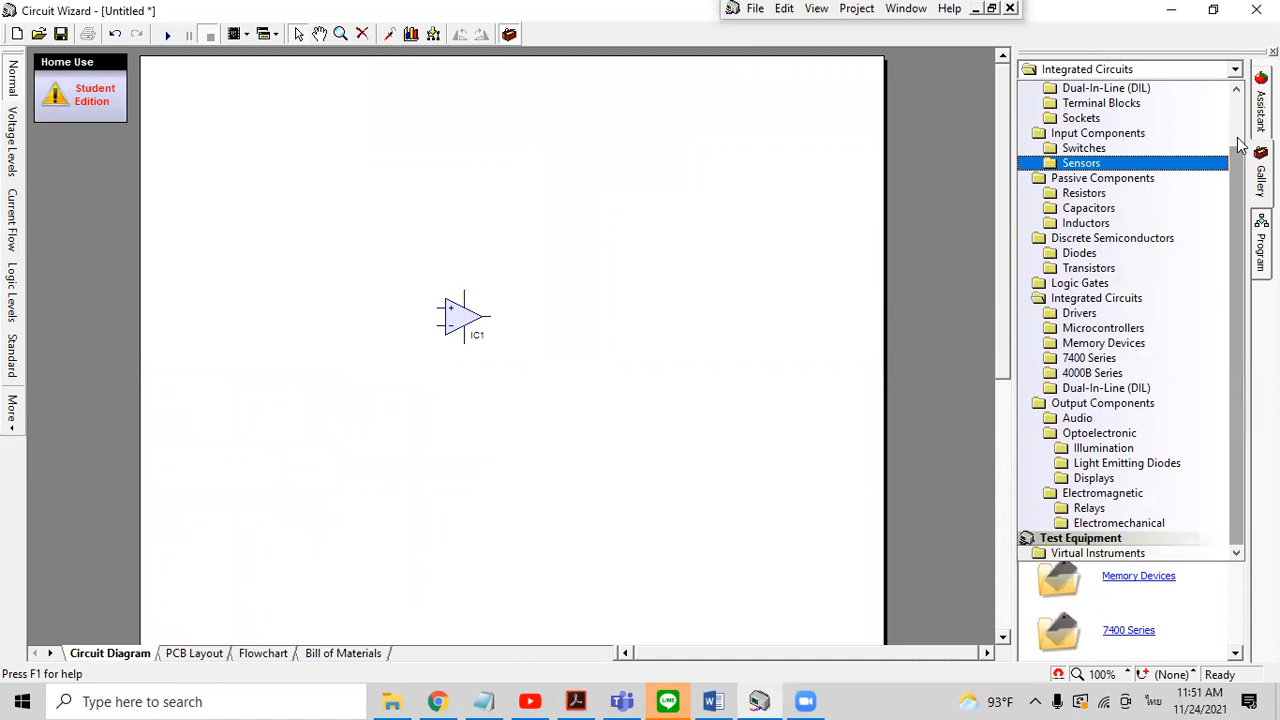 Circuit Wizard - [Untitled *]
File Edit View Project Window Help
Home Use
Student
Edition
Normal
Voltage Levels
Current Flow
Logic Levels
Standard
More
IC1
Integrated Circuits
Dual-In-Line (DIL)
Terminal Blocks
Sockets
Input Components
Switches
Sensors
Passive Components
Resistors
Capacitors
Inductors
Discrete Semiconductors
Diodes
Transistors
Logic Gates
Integrated Circuits
Drivers
Microcontrollers
Memory Devices
7400 Series
4000B Series
Dual-In-Line (DIL)
Output Components
Audio
Optoelectronic
Illumination
Light Emitting Diodes
Displays
Electromagnetic
Relays
Electromechanical
Test Equipment
Virtual Instruments
Memory Devices
7400 Series
Assistant
Gallery
Program
Circuit Diagram PCB Layout Flowchart Bill of Materials
Press F1 for help
100% (None) Ready
Type here to search
LINE
93°F
ไทย
11:51 AM
11/24/2021